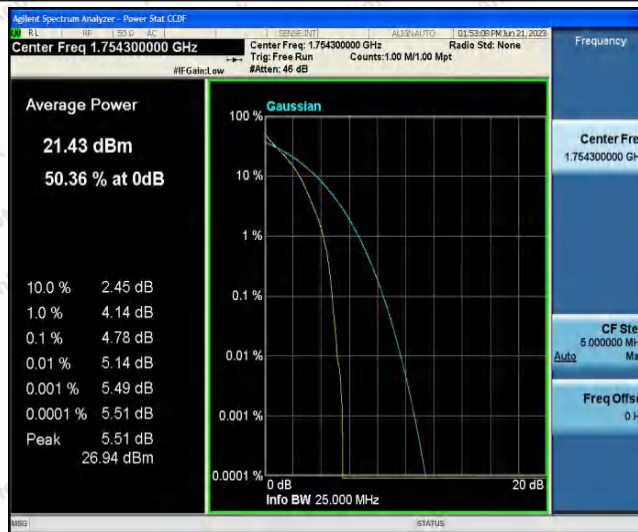 Agilent Spectrum Analyzer - Power Stat CCDF
RL RF 50 Ω AC SENSE:INT ALIGN AUTO 01:53:08 PM Jun 21, 2023
Center Freq 1.754300000 GHz
Center Freq: 1.754300000 GHz Radio Std: None
Trig: Free Run Counts:1.00 M/1.00 Mpt
#IFGain:Low #Atten: 46 dB
Frequency
Average Power
21.43 dBm
50.36 % at 0dB
10.0 % 2.45 dB
1.0 % 4.14 dB
0.1 % 4.78 dB
0.01 % 5.14 dB
0.001 % 5.49 dB
0.0001 % 5.51 dB
Peak 5.51 dB
26.94 dBm
Gaussian
100 %
10 %
1 %
0.1 %
0.01 %
0.001 %
0.0001 %
0 dB 20 dB
Info BW 25.000 MHz
Center Fre
1.754300000 GH
CF Ste
5.000000 MH
Auto Ma
Freq Offse
0 H
MSG STATUS